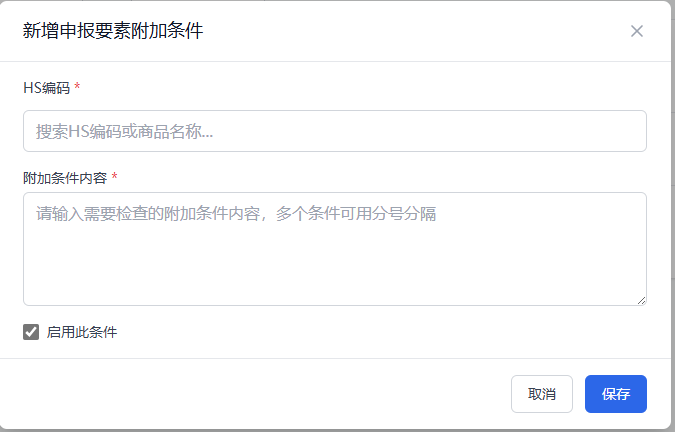 新增申报要素附加条件
HS编码 *
搜索HS编码或商品名称...
附加条件内容 *
请输入需要检查的附加条件内容，多个条件可用分号分隔
启用此条件
取消 保存